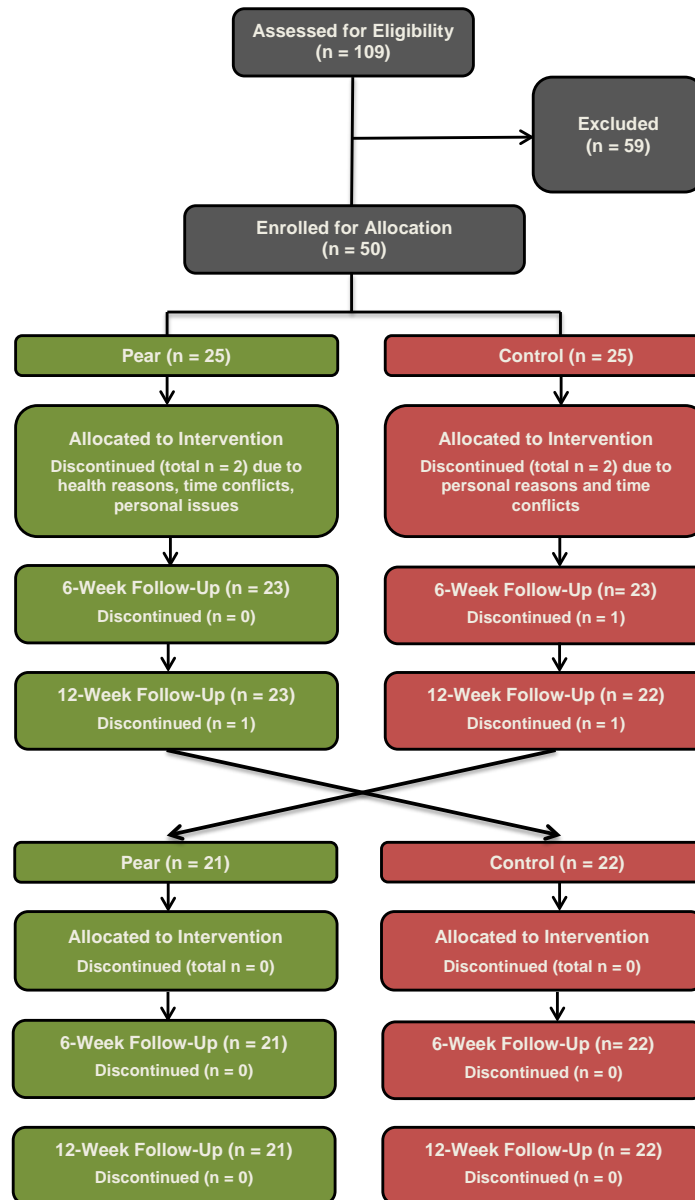 Assessed for Eligibility
(n = 109)
Excluded
(n = 59)
Enrolled for Allocation
(n = 50)
Pear (n = 25)
Control (n = 25)
Allocated to Intervention
Discontinued (total n = 2) due to
health reasons, time conflicts,
personal issues
Allocated to Intervention
Discontinued (total n = 2) due to
personal reasons and time
conflicts
6-Week Follow-Up (n = 23)
Discontinued (n = 0)
6-Week Follow-Up (n= 23)
Discontinued (n = 1)
12-Week Follow-Up (n = 23)
Discontinued (n = 1)
12-Week Follow-Up (n = 22)
Discontinued (n = 1)
Pear (n = 21)
Control (n = 22)
Allocated to Intervention
Discontinued (total n = 0)
Allocated to Intervention
Discontinued (total n = 0)
6-Week Follow-Up (n = 21)
Discontinued (n = 0)
6-Week Follow-Up (n= 22)
Discontinued (n = 0)
12-Week Follow-Up (n = 21)
Discontinued (n = 0)
12-Week Follow-Up (n = 22)
Discontinued (n = 0)